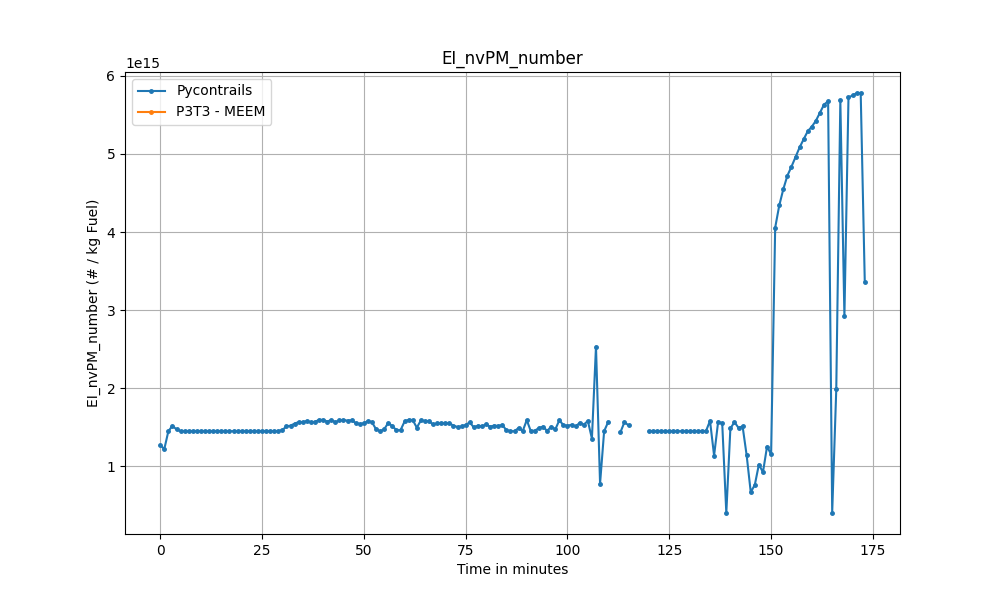 EI_nvPM_number
1e15
Pycontrails
P3T3 - MEEM
EI_nvPM_number (# / kg Fuel)
6
5
4
3
2
1
0 25 50 75 100 125 150 175
Time in minutes